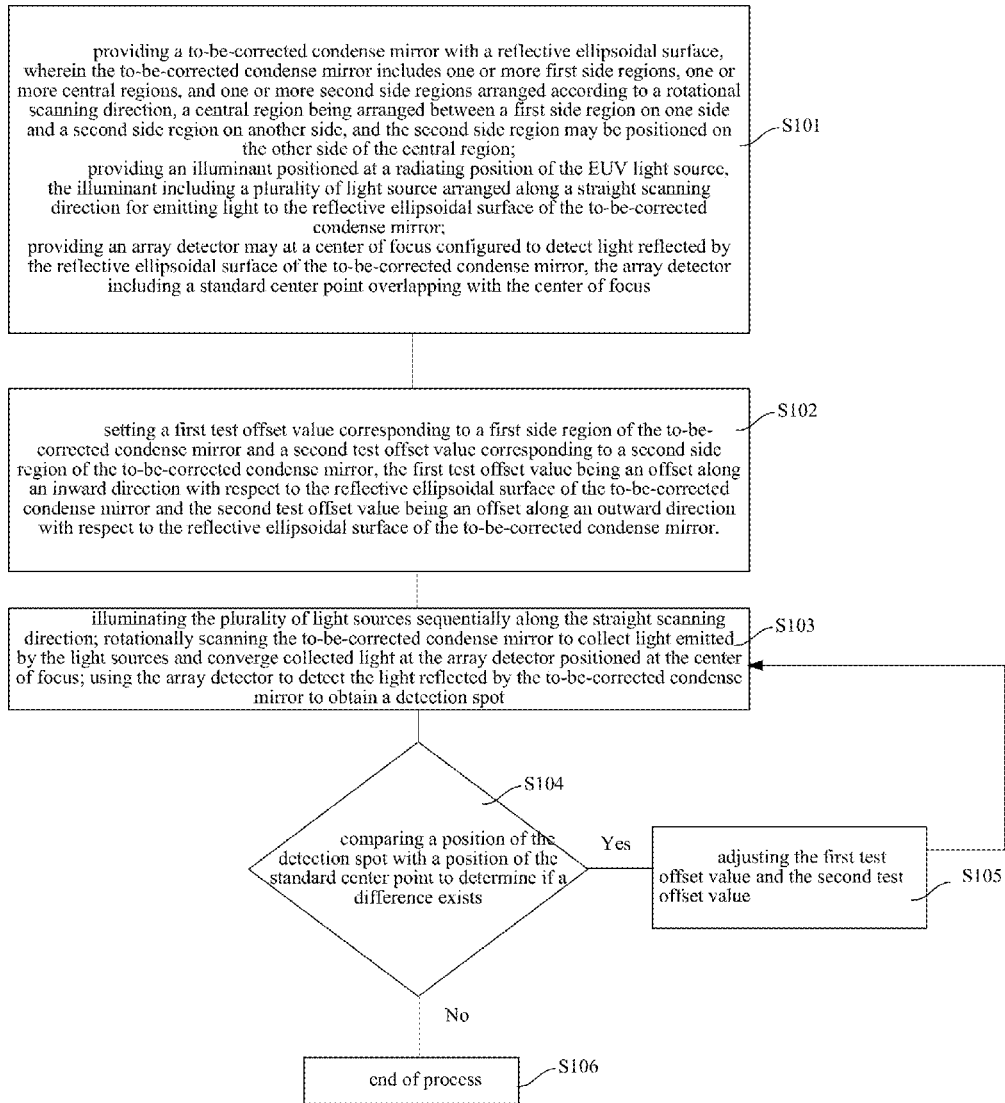 providing a to-be-corrected condense mirror with a reflective ellipsoidal surface,
wherein the to-be-corrected condense mirror includes one or more first side regions, one or
more central regions, and one or more second side regions arranged according to a rotational
scanning direction, a central region being arranged between a first side region on one side
and a second side region on another side, and the second side region may be positioned on
the other side of the central region;
providing an illuminant positioned at a radiating position of the EUV light source,
the illuminant including a plurality of light source arranged along a straight scanning
direction for emitting light to the reflective ellipsoidal surface of the to-be-corrected
condense mirror;
providing an array detector may at a center of focus configured to detect light reflected by
the reflective ellipsoidal surface of the to-be-corrected condense mirror, the array detector
including a standard center point overlapping with the center of focus
S101
setting a first test offset value corresponding to a first side region of the to-be-
corrected condense mirror and a second test offset value corresponding to a second side
region of the to-be-corrected condense mirror, the first test offset value being an offset along
an inward direction with respect to the reflective ellipsoidal surface of the to-be-corrected
condense mirror and the second test offset value being an offset along an outward direction
with respect to the reflective ellipsoidal surface of the to-be-corrected condense mirror.
S102
illuminating the plurality of light sources sequentially along the straight scanning
direction; rotationally scanning the to-be-corrected condense mirror to collect light emitted
by the light sources and converge collected light at the array detector positioned at the center
of focus; using the array detector to detect the light reflected by the to-be-corrected condense
mirror to obtain a detection spot
S103
comparing a position of the
detection spot with a position of the
standard center point to determine if a
difference exists
S104
Yes
adjusting the first test
offset value and the second test
offset value
S105
No
end of process
S106